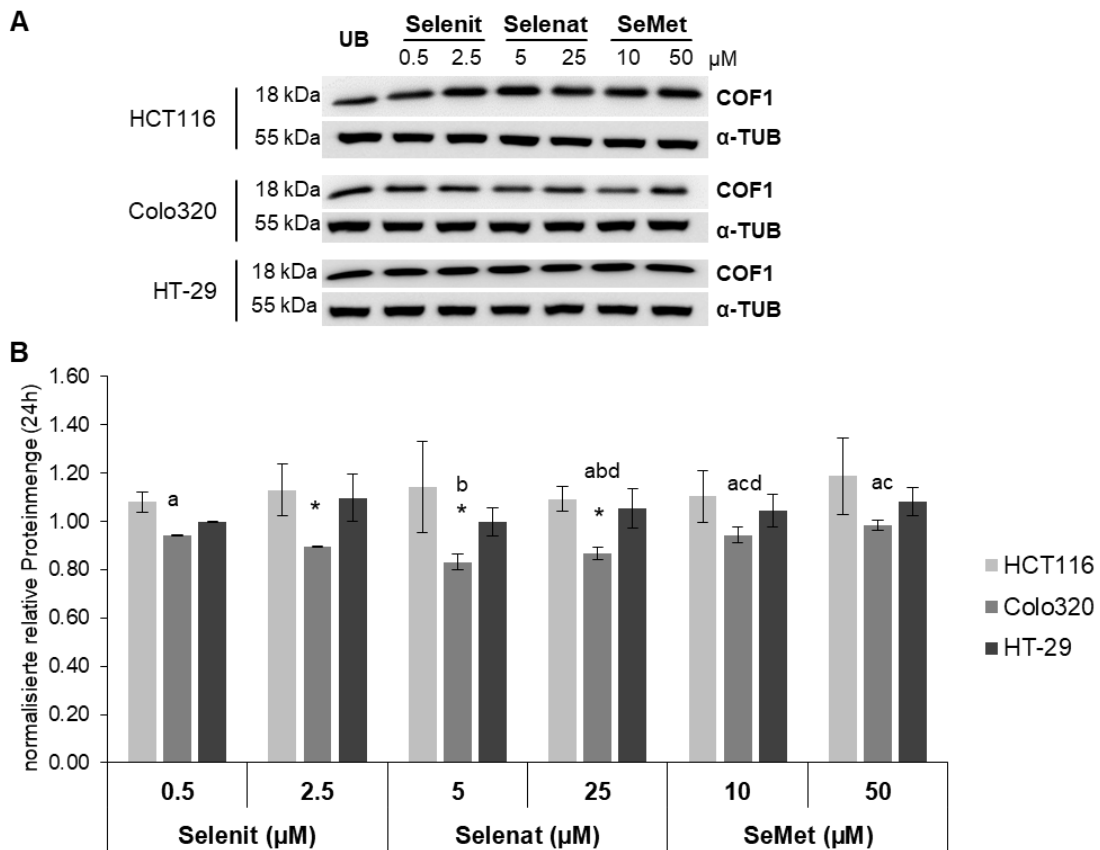 A
UB
Selenit Selenat SeMet
0.5 2.5 5 25 10 50 µM
HCT116
18 kDa COF1
55 kDa α-TUB
Colo320
18 kDa COF1
55 kDa α-TUB
HT-29
18 kDa COF1
55 kDa α-TUB
B
normalisierte relative Proteinmenge (24h)
1.60
1.40
1.20
1.00
0.80
0.60
0.40
0.20
0.00
a
*
b
*
abd
*
acd
ac
HCT116
Colo320
HT-29
0.5 2.5 5 25 10 50
Selenit (µM) Selenat (µM) SeMet (µM)